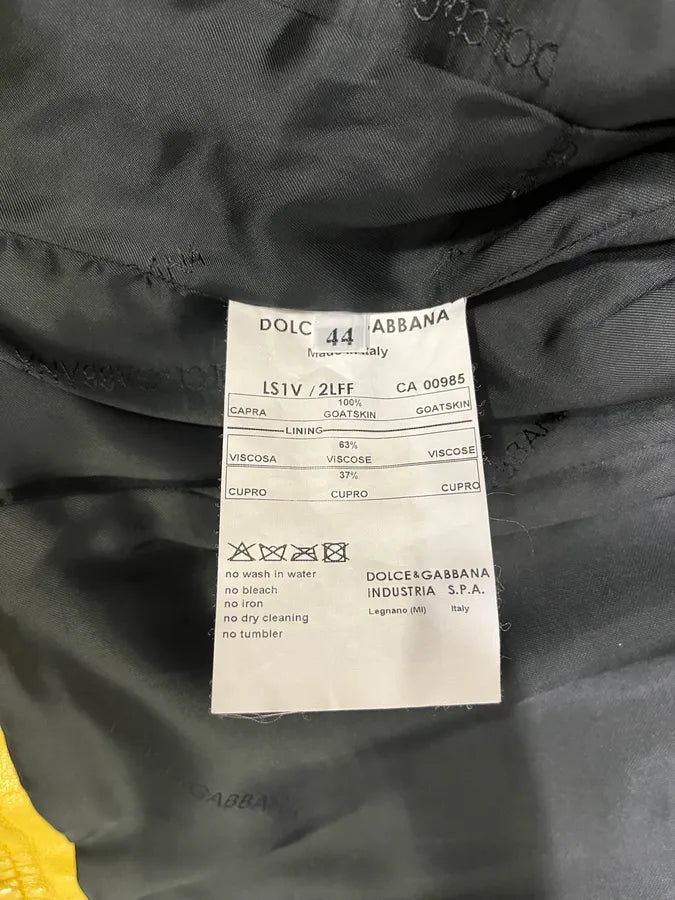 DOLCE&G
DOLC
44
ABBANA
Made in Italy
LS1V / 2LFF CA 00985
100%
CAPRA GOATSKIN GOATSKIN
LINING
63%
VISCOSA VISCOSE VISCOSE
37%
CUPRO CUPRO CUPRO
no wash in water
no bleach
no iron
no dry cleaning
no tumbler
DOLCE&GABBANA
INDUSTRIA S.P.A.
Legnano (MI) Italy
GABBANA